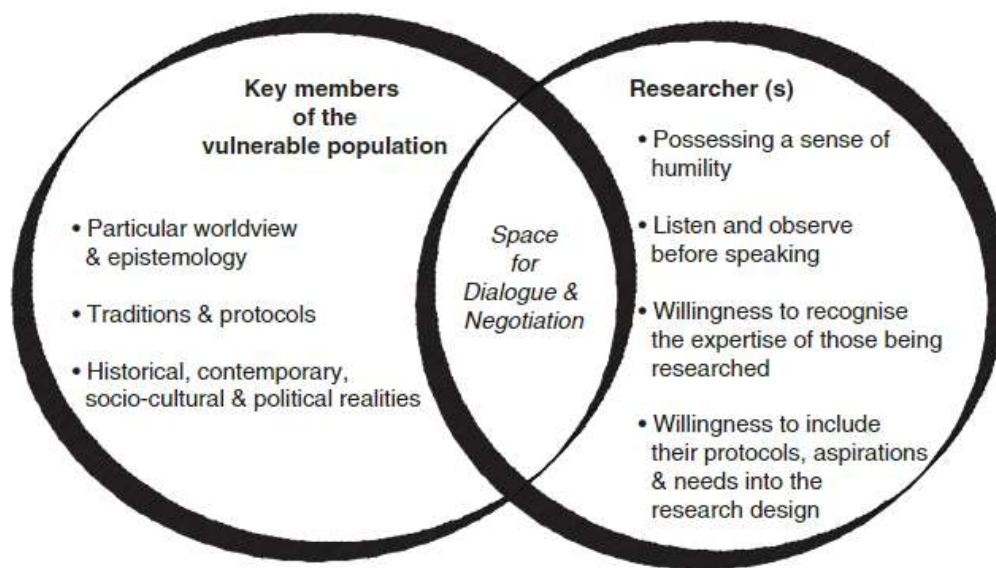 Key members
of the
vulnerable population
• Particular worldview
& epistemology
• Traditions & protocols
• Historical, contemporary,
socio-cultural & political realities
Space
for
Dialogue &
Negotiation
Researcher (s)
• Possessing a sense of
humility
• Listen and observe
before speaking
• Willingness to recognise
the expertise of those being
researched
• Willingness to include
their protocols, aspirations
& needs into the
research design